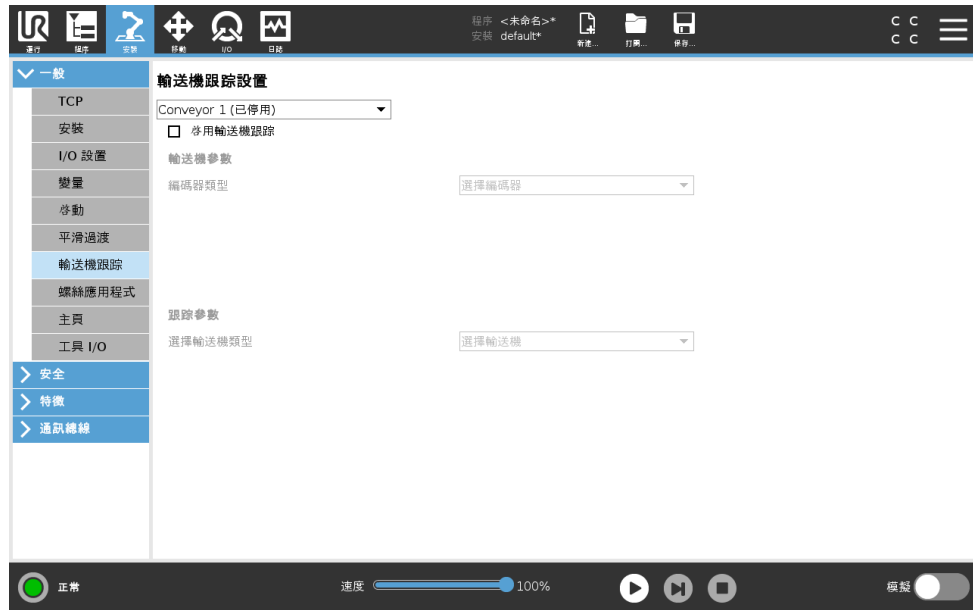 程序 <未命名>*
安裝 default*
運行
程序
安裝
移動
I/O
日誌
新建...
打開...
保存...
C C
C C
一般
TCP
安裝
I/O 設置
變量
啓動
平滑過渡
輸送機跟踪
螺絲應用程式
主頁
工具 I/O
安全
特徵
通訊總線
輸送機跟踪設置
Conveyor 1 (已停用)
啓用輸送機跟踪
輸送機參數
編碼器類型 選擇編碼器
跟踪參數
選擇輸送機類型 選擇輸送機
正常
速度 100%
模擬